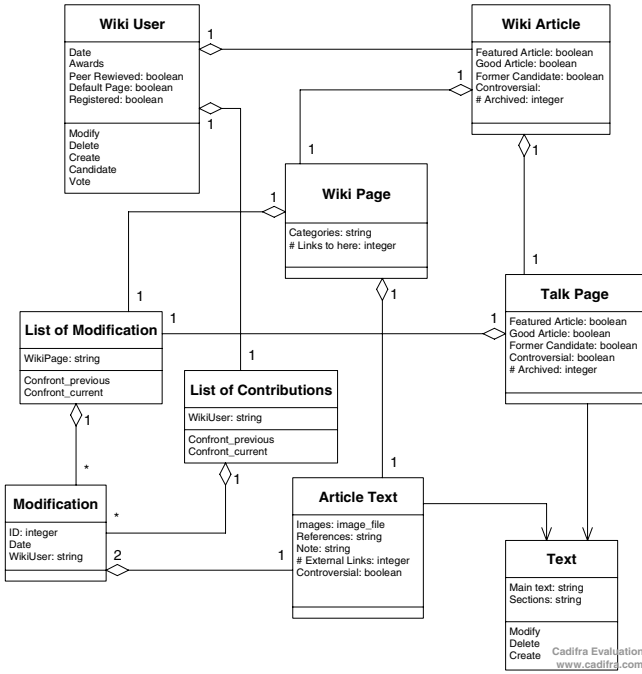 Wiki User
Date
Awards
Peer Rewieved: boolean
Default Page: boolean
Registered: boolean
Modify
Delete
Create
Candidate
Vote
1
1
Wiki Article
Featured Article: boolean
Good Article: boolean
Former Candidate: boolean
Controversial:
# Archived: integer
1
1
1
1
Wiki Page
Categories: string
# Links to here: integer
1
1
1
Talk Page
Featured Article: boolean
Good Article: boolean
Former Candidate: boolean
Controversial: boolean
# Archived: integer
1
1
List of Modification
WikiPage: string
Confront_previous
Confront_current
1
*
1
List of Contributions
WikiUser: string
Confront_previous
Confront_current
1
*
Modification
ID: integer
Date
WikiUser: string
2
1
1
Article Text
Images: image_file
References: string
Note: string
# External Links: integer
Controversial: boolean
Text
Main text: string
Sections: string
Modify
Delete
Create
Cadifra Evaluation
www.cadifra.com